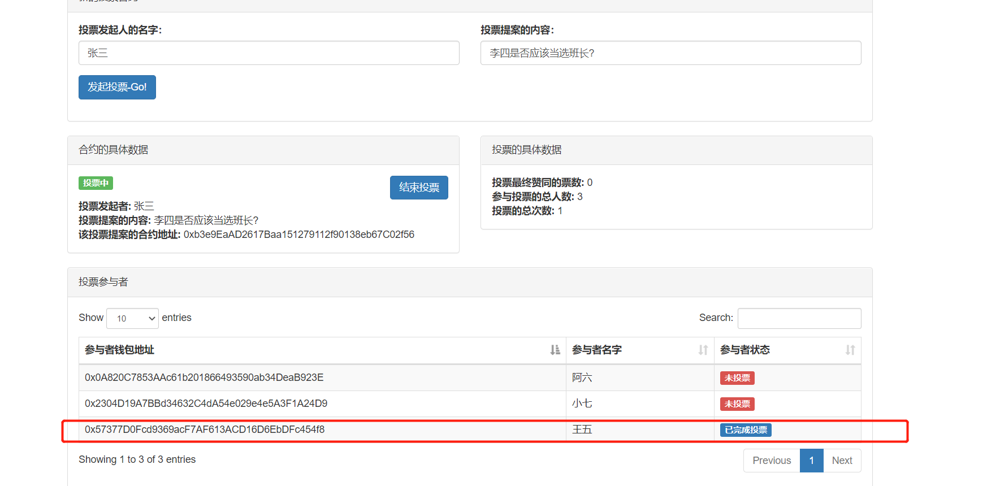 投票发起人的名字:
投票提案的内容:
张三
李四是否应该当选班长?
发起投票-Go!
合约的具体数据
投票的具体数据
投票中
结束投票
投票发起者: 张三
投票提案的内容: 李四是否应该当选班长?
该投票提案的合约地址: 0xb3e9EaAD2617Baa151279112f90138eb67C02f56
投票最终赞同的票数: 0
参与投票的总人数: 3
投票的总次数: 1
投票参与者
Show 10 entries
Search:
参与者钱包地址 参与者名字 参与者状态
0x0A820C7853AAc61b201866493590ab34DeaB923E 阿六 未投票
0x2304D19A7BBd34632C4dA54e029e4e5A3F1A24D9 小七 未投票
0x57377D0Fcd9369acF7AF613ACD16D6EbDFc454f8 王五 已完成投票
Showing 1 to 3 of 3 entries
Previous 1 Next